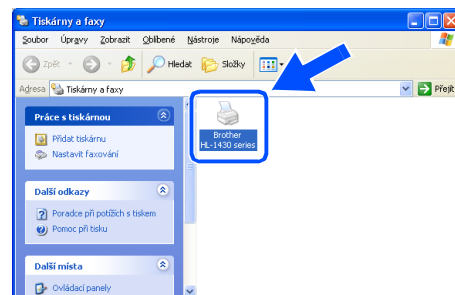 Tiskárny a faxy
Soubor Úpravy Zobrazit Oblíbené Nástroje Nápověda
Zpět Hledat Složky
Adresa Tiskárny a faxy Přejít
Práce s tiskárnou
Přidat tiskárnu
Nastavit faxování
Další odkazy
Poradce při potížích s tiskem
Pomoc při tisku
Další místa
Ovládací panely
Brother
HL-1430 series